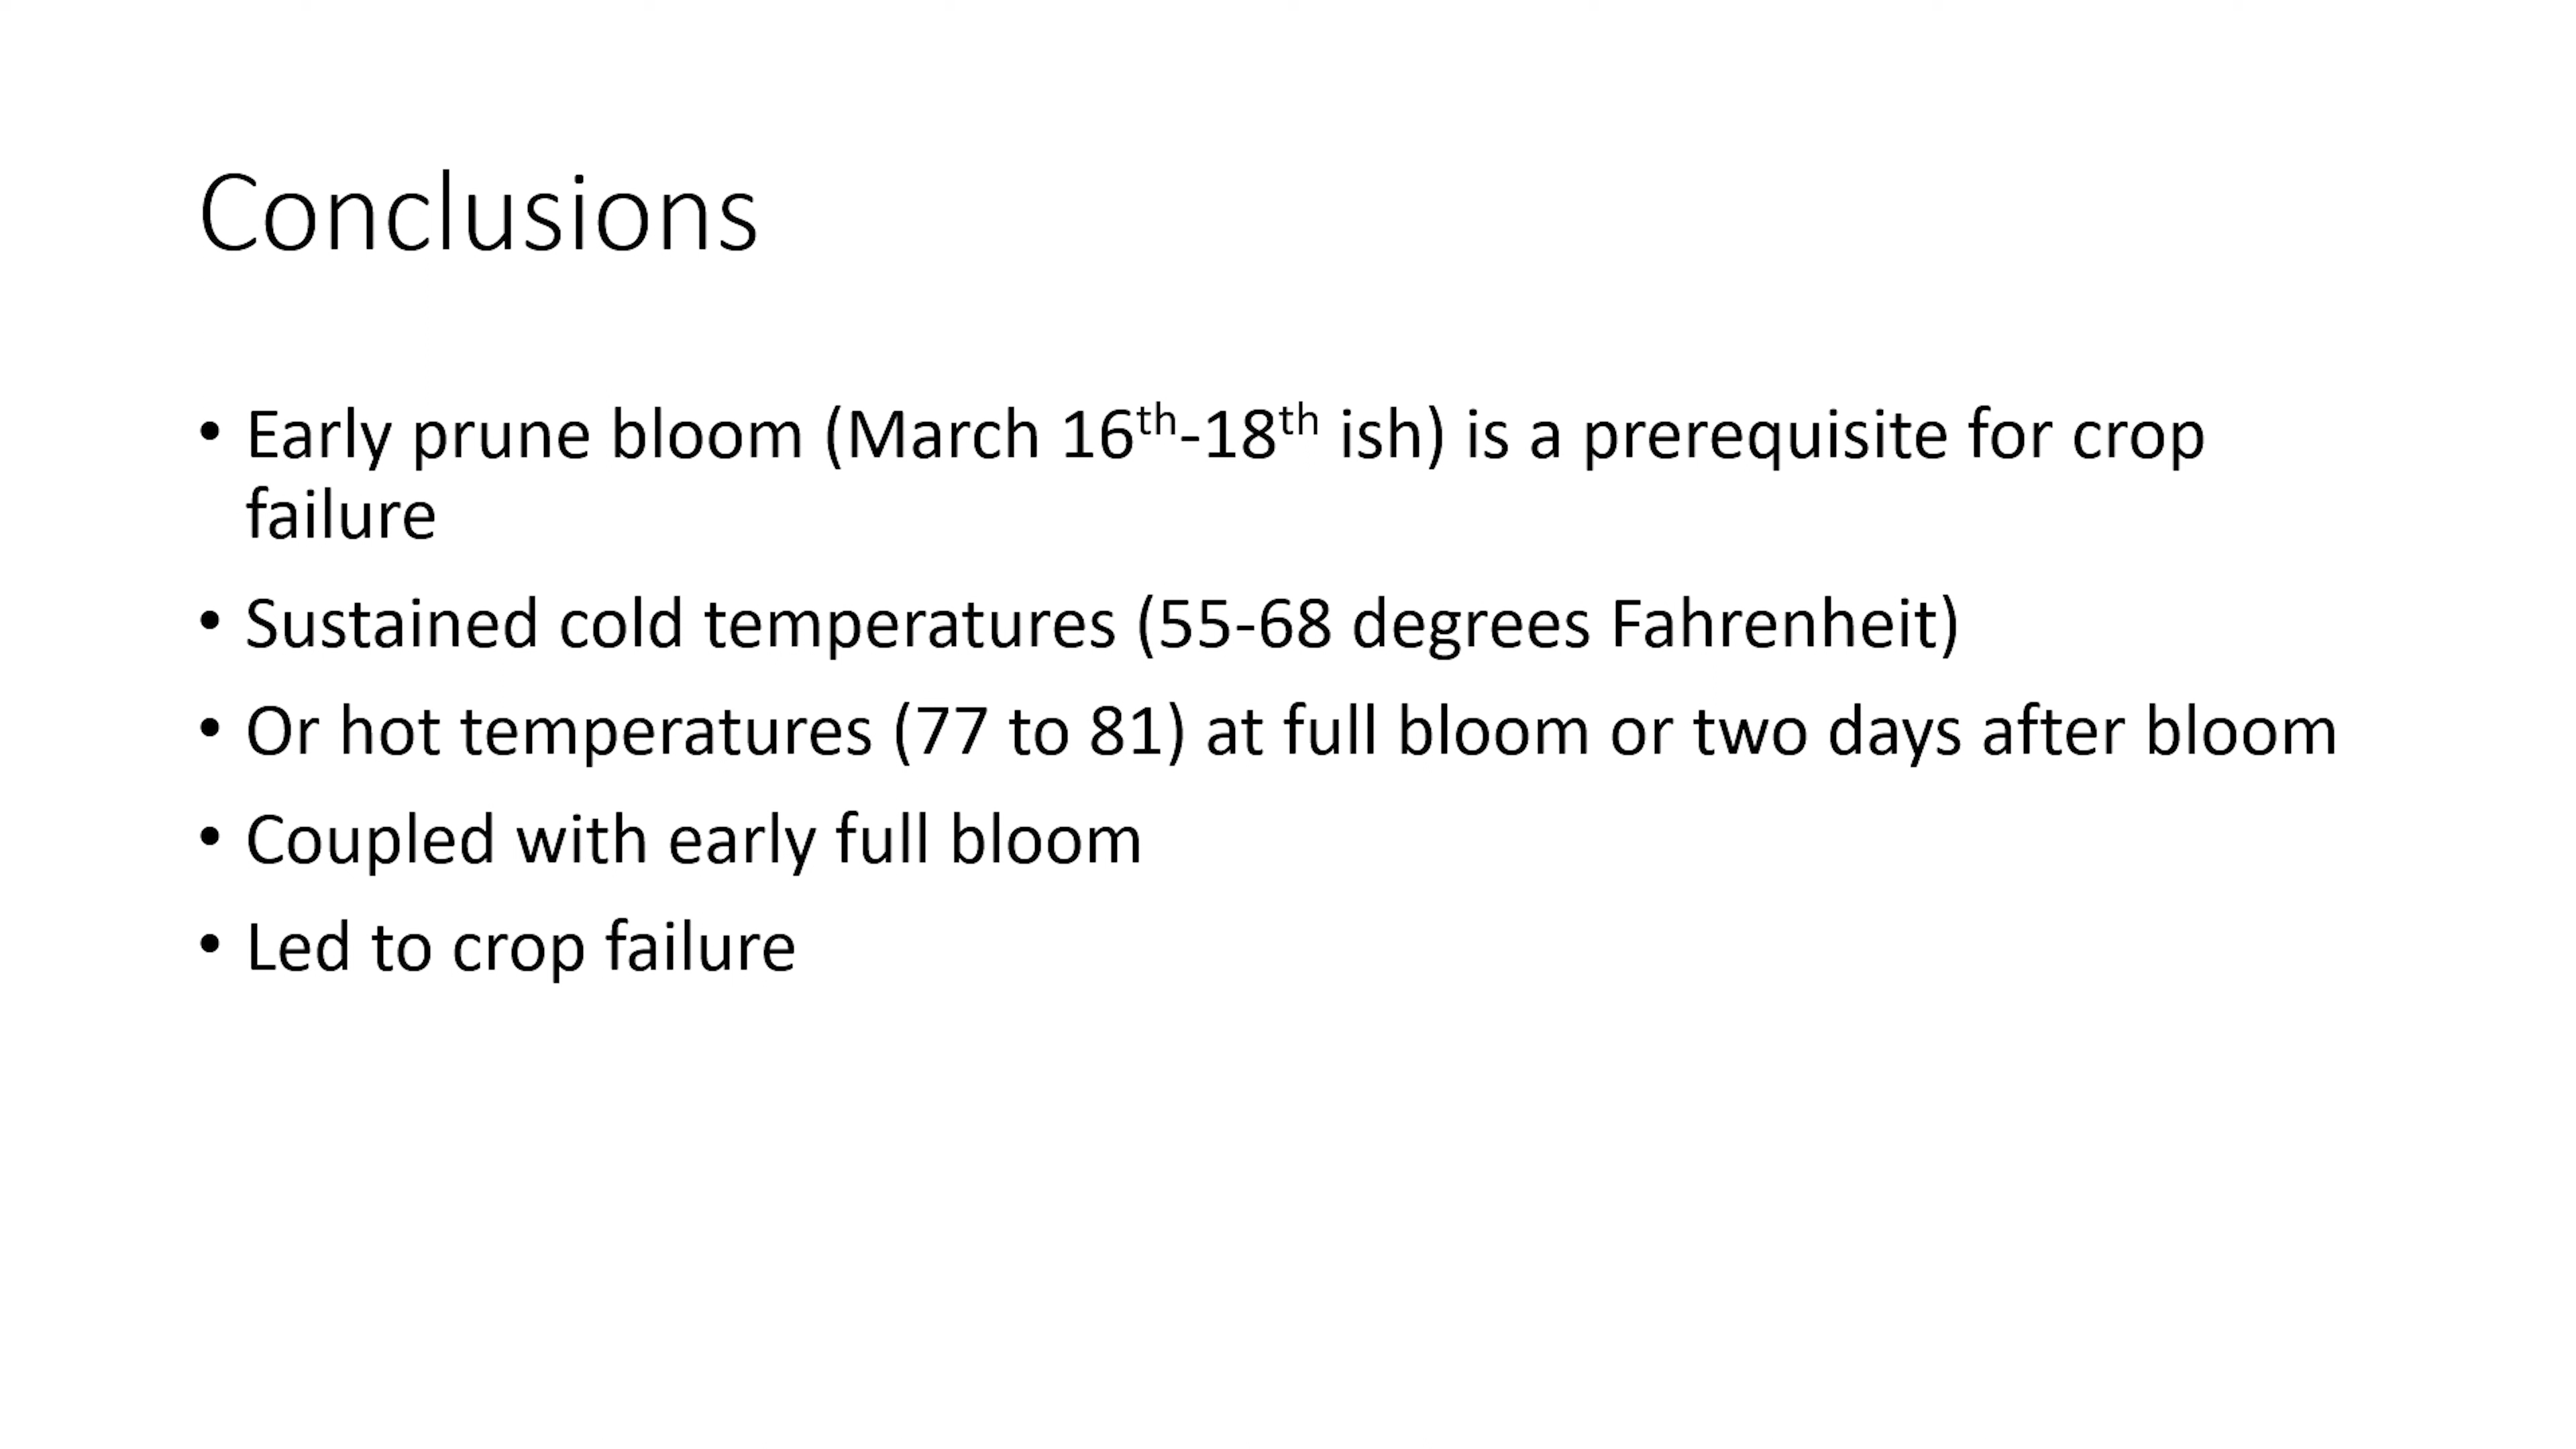 Conclusions
• Early prune bloom (March 16th-18th ish) is a prerequisite for crop
failure
• Sustained cold temperatures (55-68 degrees Fahrenheit)
• Or hot temperatures (77 to 81) at full bloom or two days after bloom
• Coupled with early full bloom
• Led to crop failure